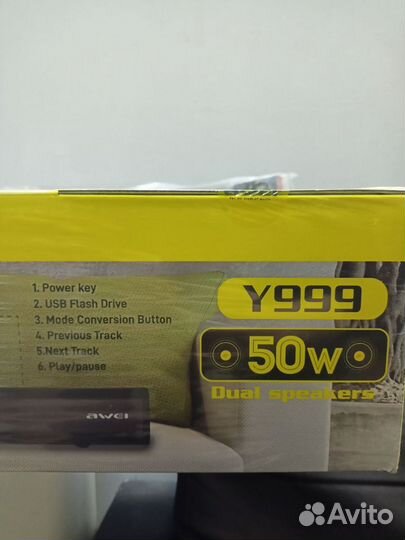 1. Power key
2. USB Flash Drive
3. Mode Conversion Button
4. Previous Track
5.Next Track
6. Play/pause
Y999
50W
Dual speakers
awei
Avito